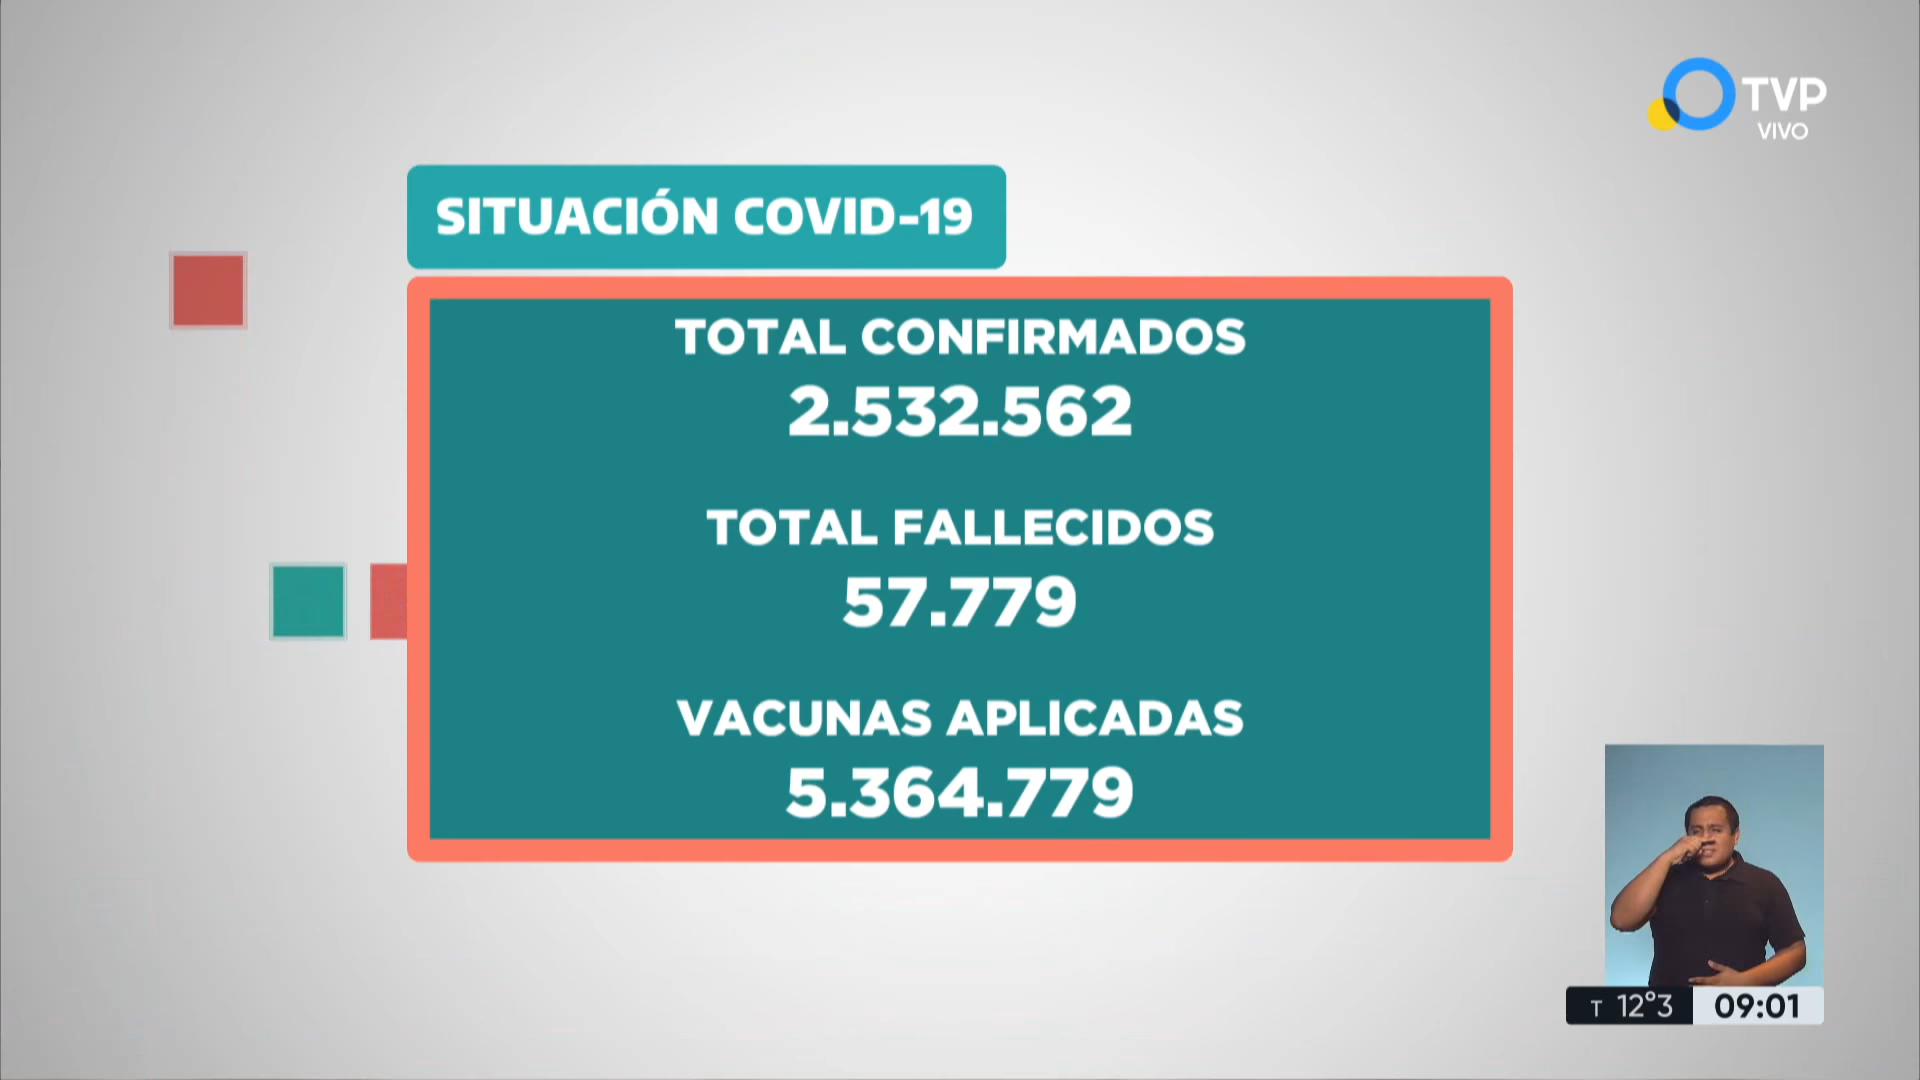 TVP
VIVO
SITUACIÓN COVID-19
TOTAL CONFIRMADOS
2.532.562
TOTAL FALLECIDOS
57.779
VACUNAS APLICADAS
5.364.779
T 12°3 09:01